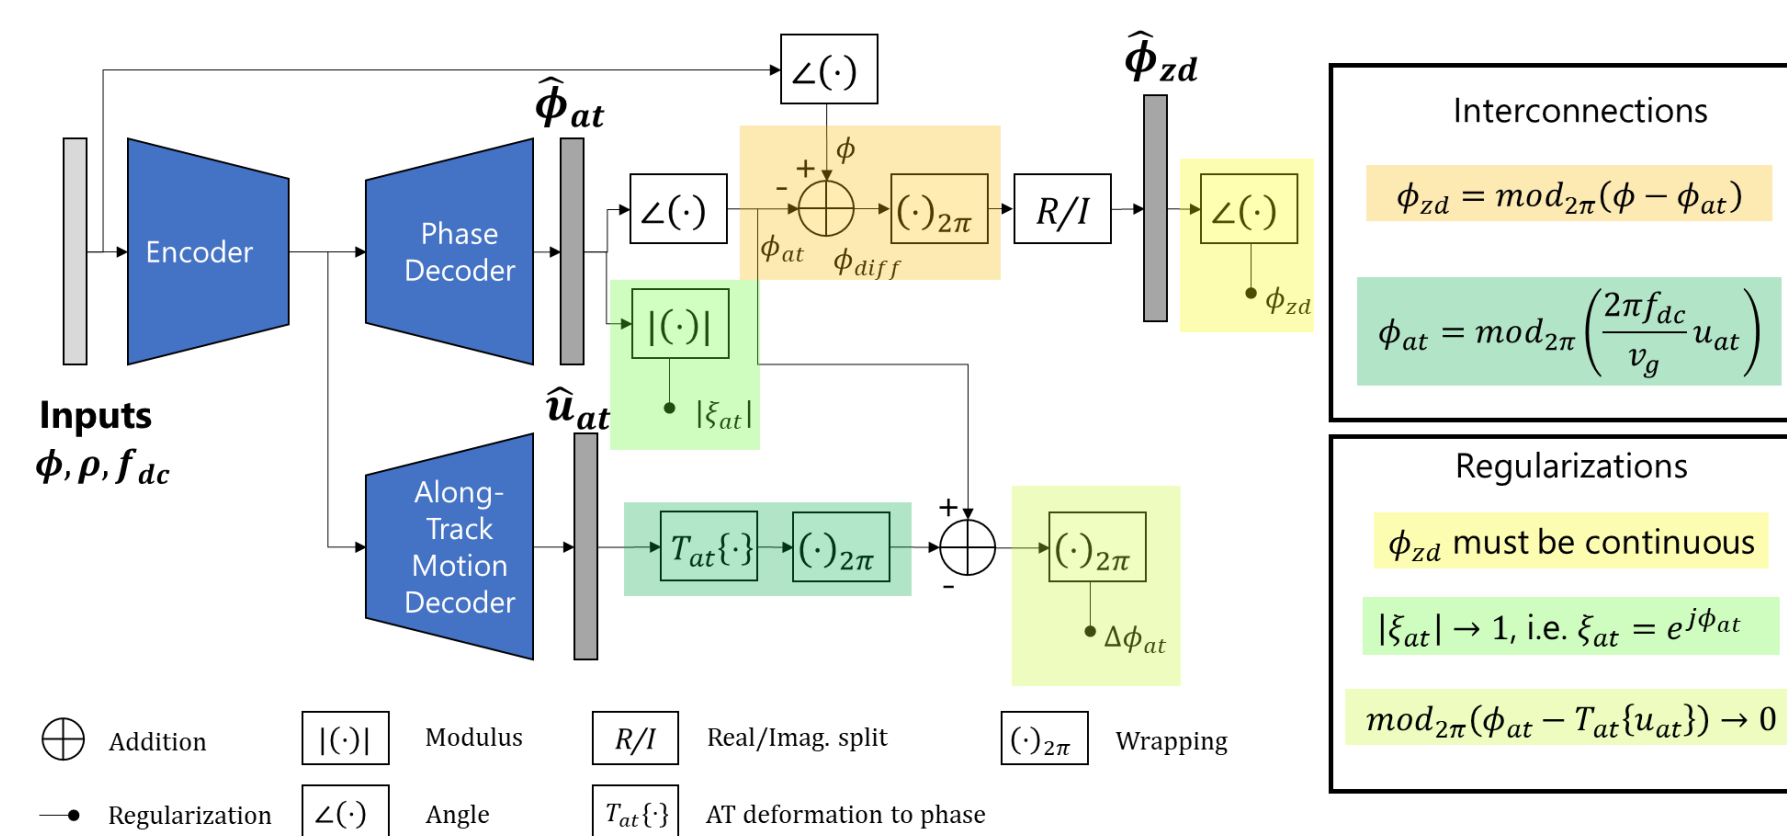 ∠(·)
ϕ̂_zd
ϕ̂_at
+
ϕ
-
∠(·)
(·)_2π
R/I
∠(·)
ϕ_at
ϕ_diff
ϕ_zd
Encoder
Phase
Decoder
|(·)|
|ξ_at|
Inputs
ϕ, ρ, f_dc
û_at
Along-
Track
Motion
Decoder
T_at{·}
(·)_2π
+
-
(·)_2π
Δϕ_at
Interconnections
ϕ_zd = mod_2π(ϕ − ϕ_at)
ϕ_at = mod_2π(2πf_dc/v_g u_at)
Regularizations
ϕ_zd must be continuous
|ξ_at| → 1, i.e. ξ_at = e^jϕ_at
mod_2π(ϕ_at − T_at{u_at}) → 0
Addition
|(·)|
Modulus
R/I
Real/Imag. split
(·)_2π
Wrapping
Regularization
∠(·)
Angle
T_at{·}
AT deformation to phase